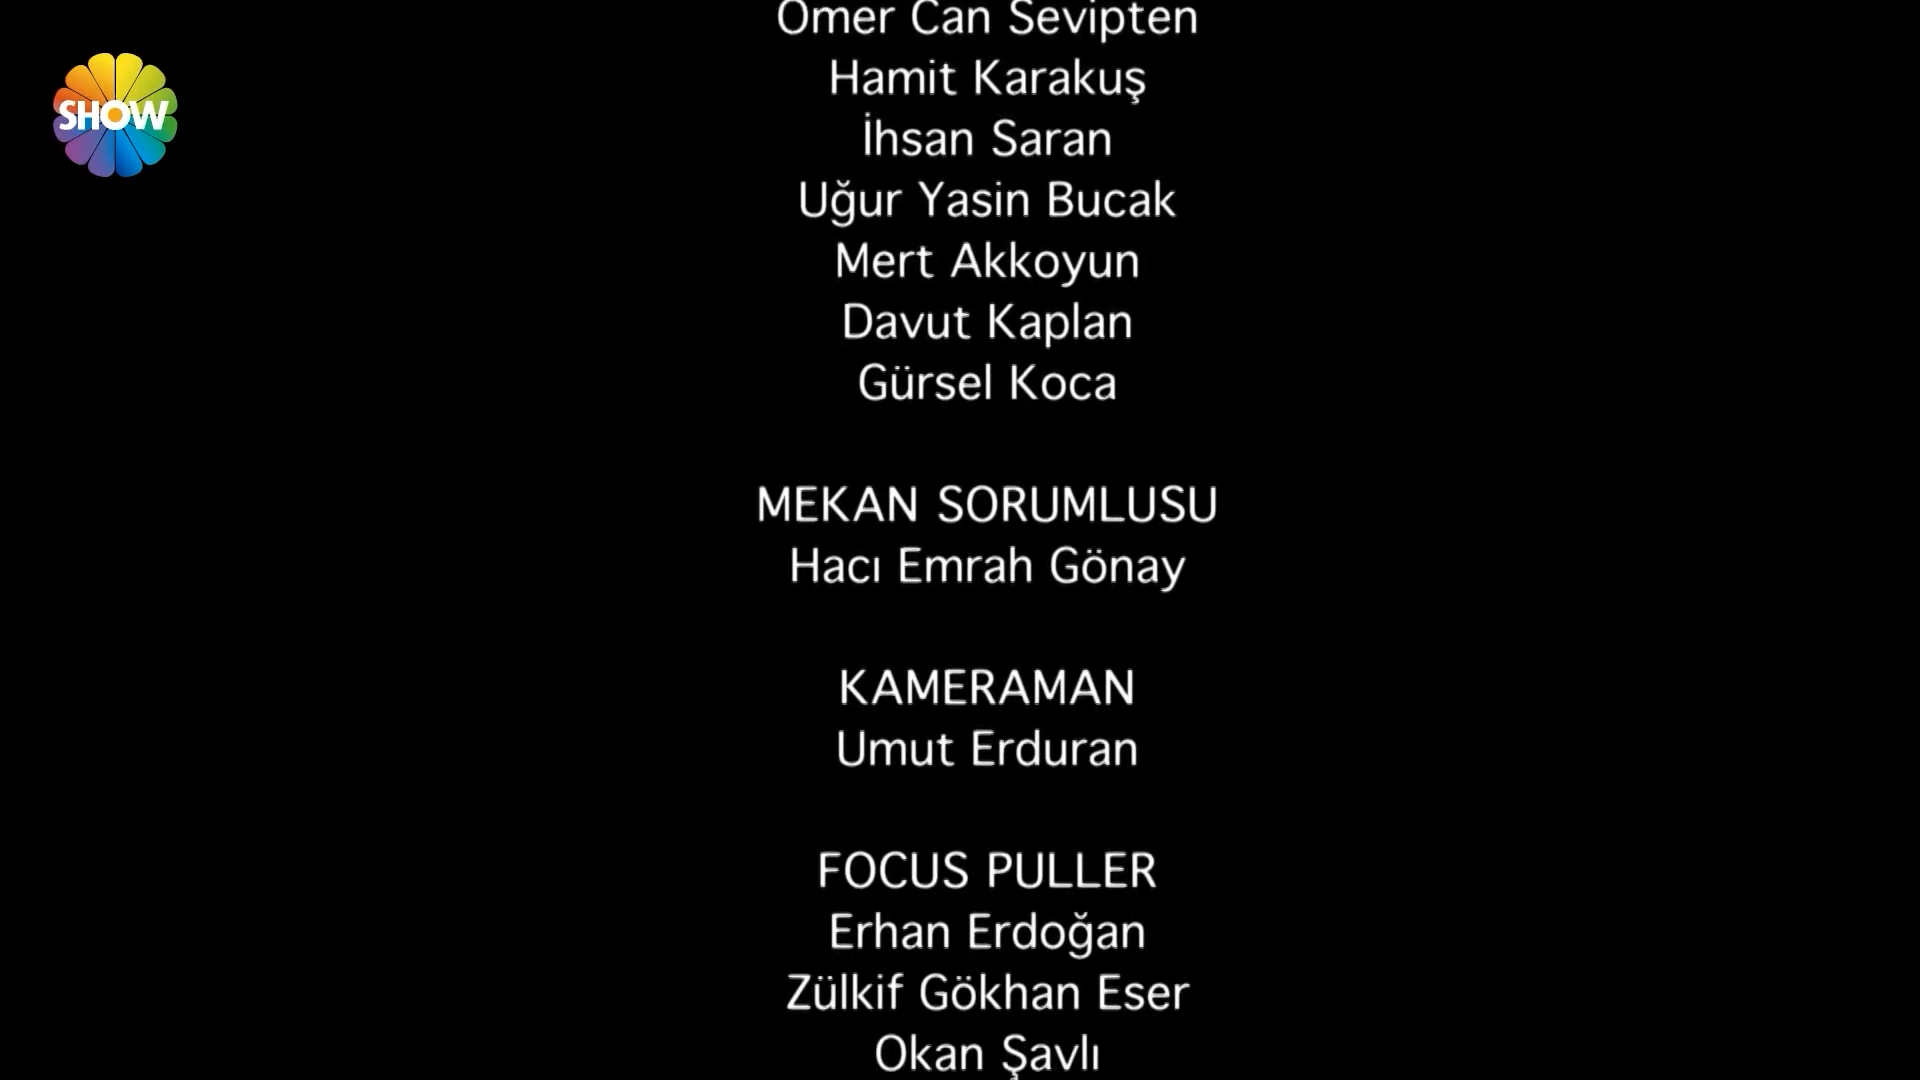 SHOW
Ömer Can Sevipten
Hamit Karakuş
İhsan Saran
Uğur Yasin Bucak
Mert Akkoyun
Davut Kaplan
Gürsel Koca
MEKAN SORUMLUSU
Hacı Emrah Gönay
KAMERAMAN
Umut Erduran
FOCUS PULLER
Erhan Erdoğan
Zülkif Gökhan Eser
Okan Şavlı